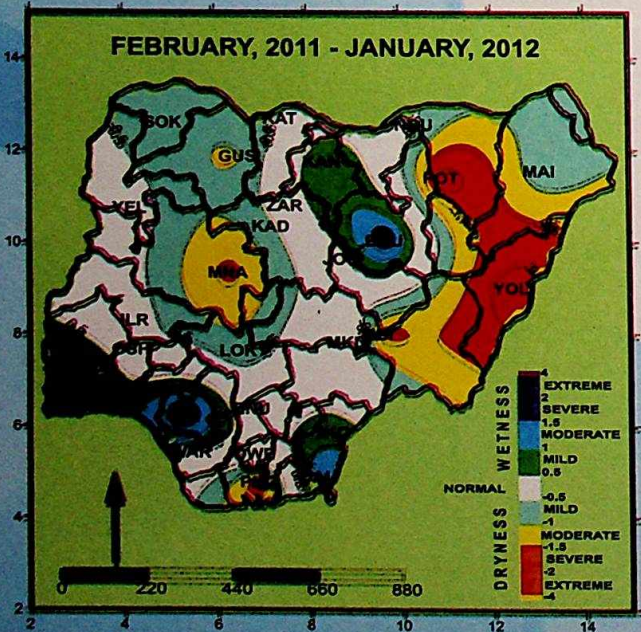 FEBRUARY, 2011 - JANUARY, 2012
14
12
10
8
6
4
2
2
4
6
8
10
12
14
SOK
KAT
GUS
POT
MAI
YEL
ZAR
KAD
JOS
MNA
YOL
ILR
LOK
WAR
OWE
WETNESS
DRYNESS
4
EXTREME
2
SEVERE
1.5
MODERATE
1
MILD
0.5
NORMAL
-0.5
MILD
-1
MODERATE
-1.5
SEVERE
-2
EXTREME
-4
0
220
440
660
880